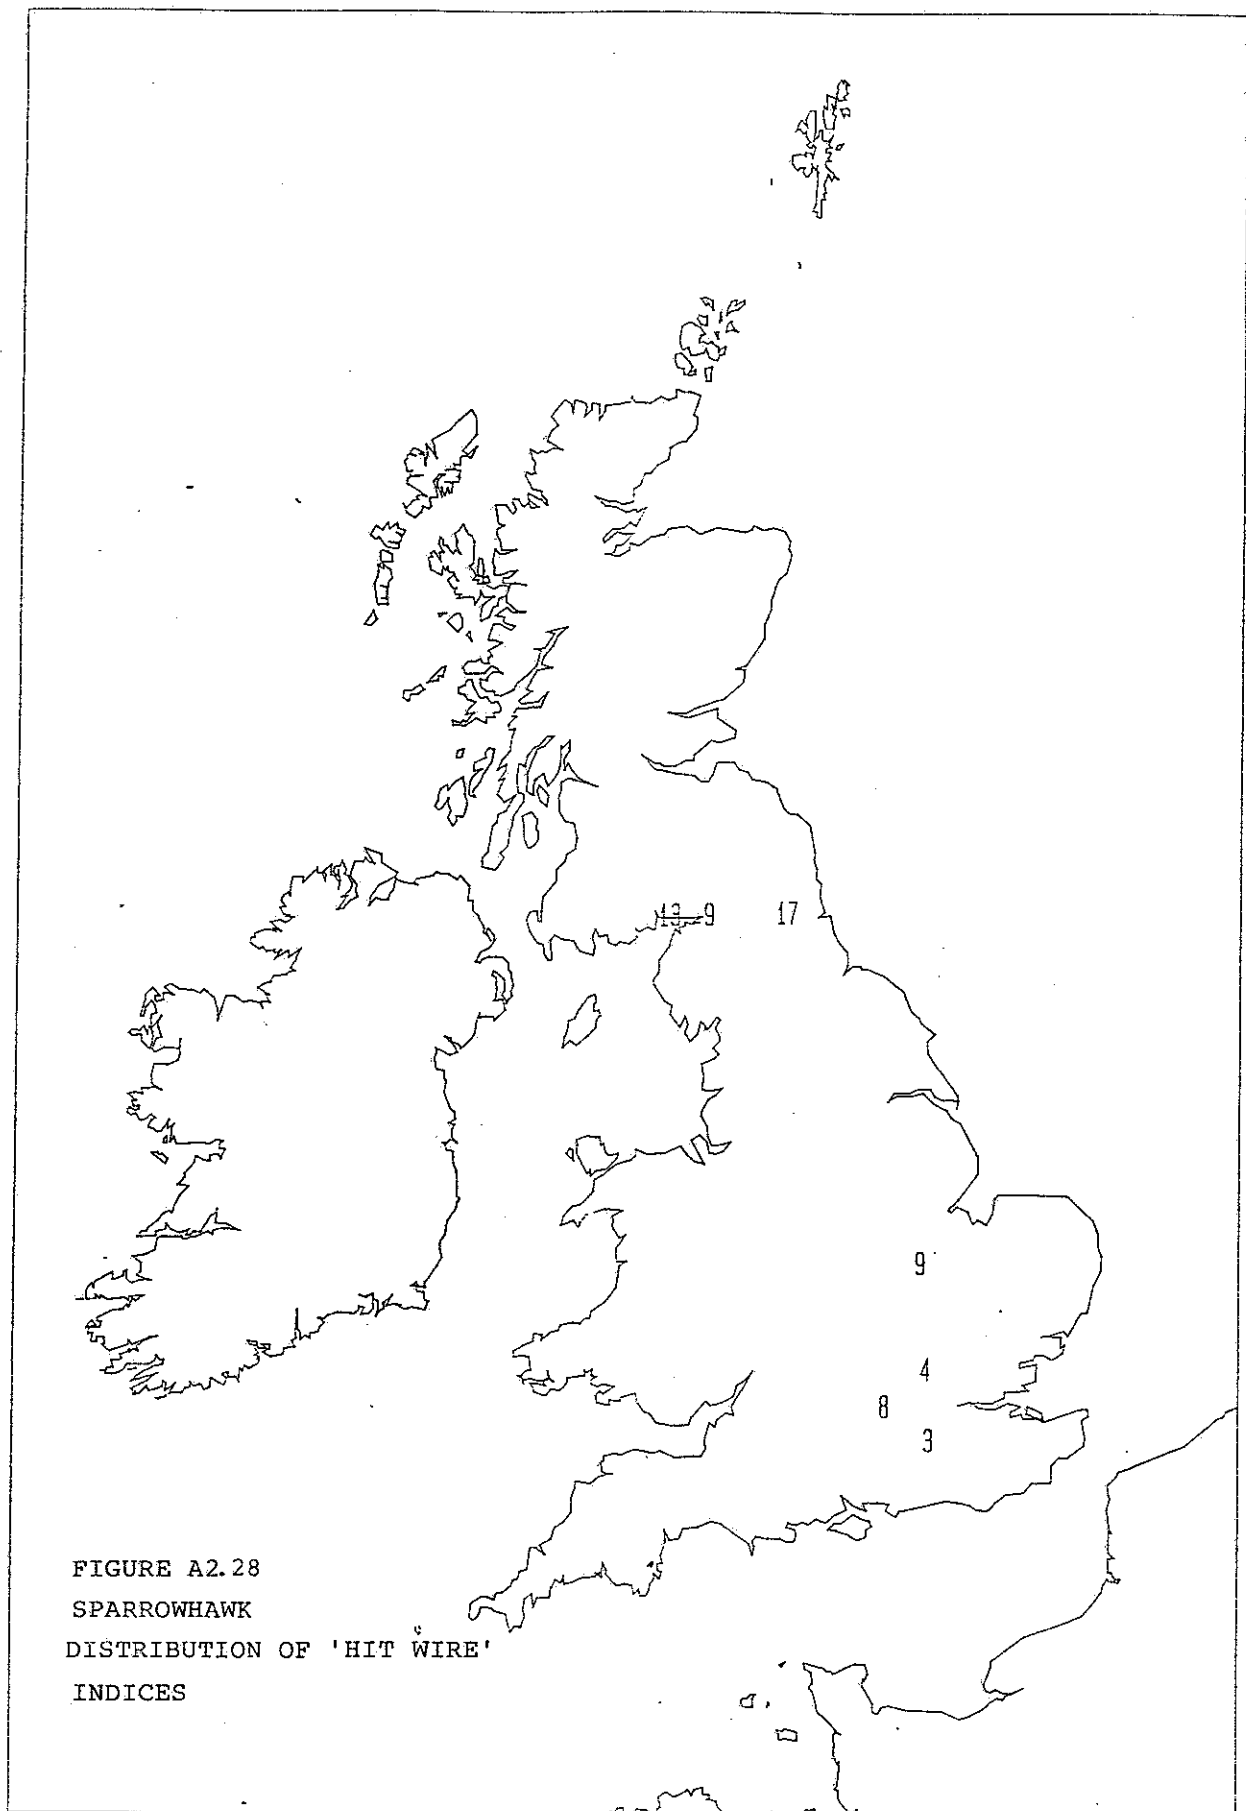 13 9 17
9
4
8
3
FIGURE A2.28
SPARROWHAWK
DISTRIBUTION OF 'HIT WIRE'
INDICES